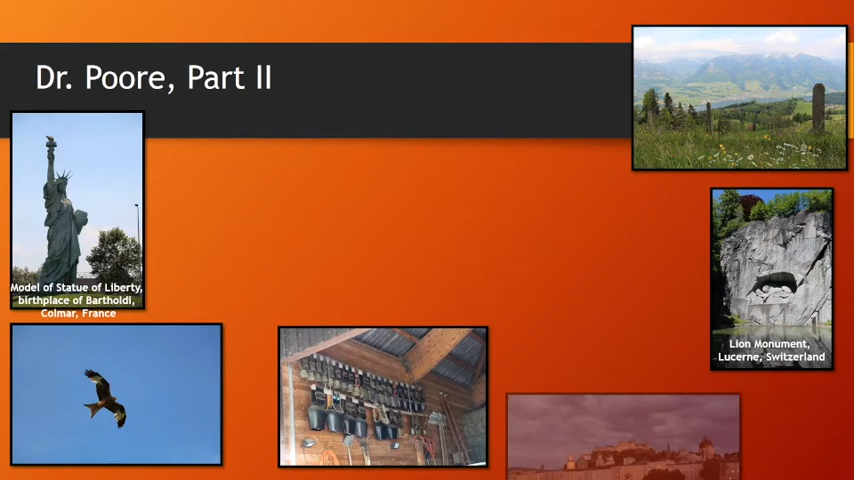 Dr. Poore, Part II
Model of Statue of Liberty,
birthplace of Bartholdi,
Colmar, France
Lion Monument,
Lucerne, Switzerland